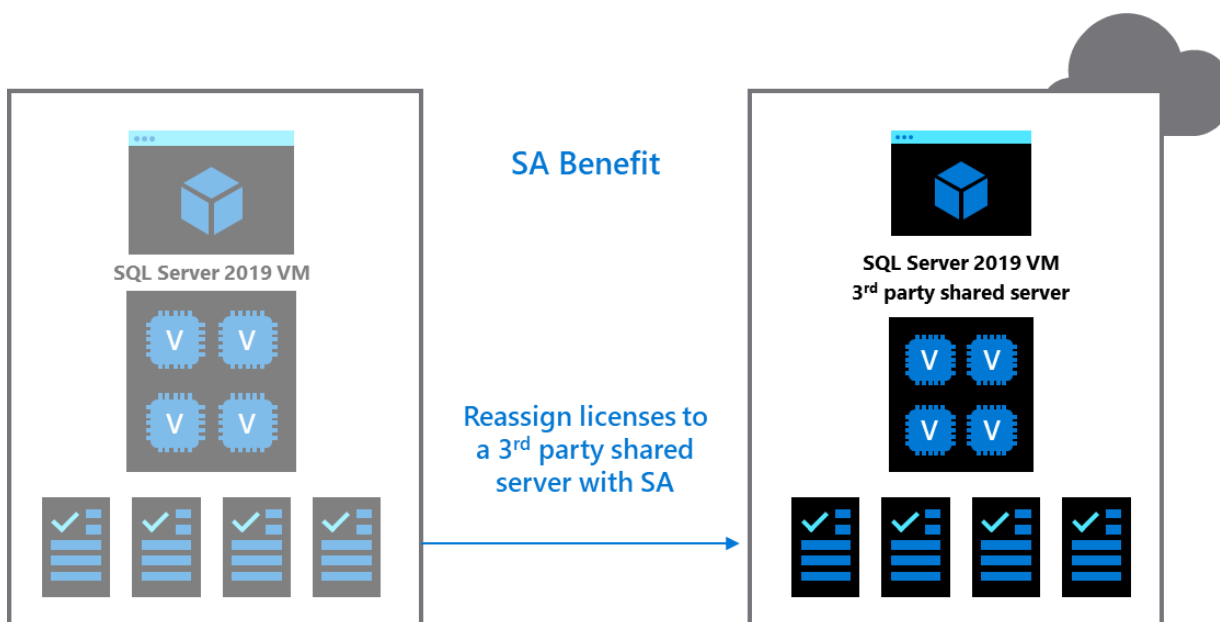 SA Benefit
SQL Server 2019 VM
V V
V V
Reassign licenses to
a 3rd party shared
server with SA
SQL Server 2019 VM
3rd party shared server
V V
V V